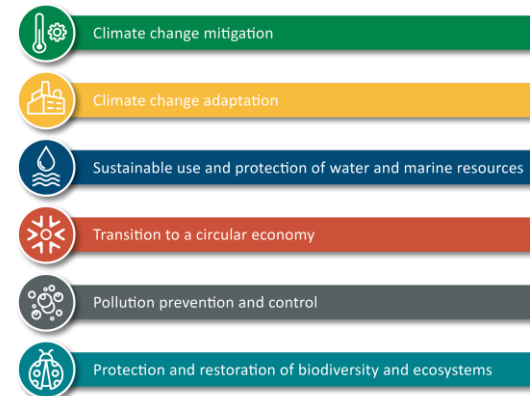 Climate change mitigation
Climate change adaptation
Sustainable use and protection of water and marine resources
Transition to a circular economy
Pollution prevention and control
Protection and restoration of biodiversity and ecosystems